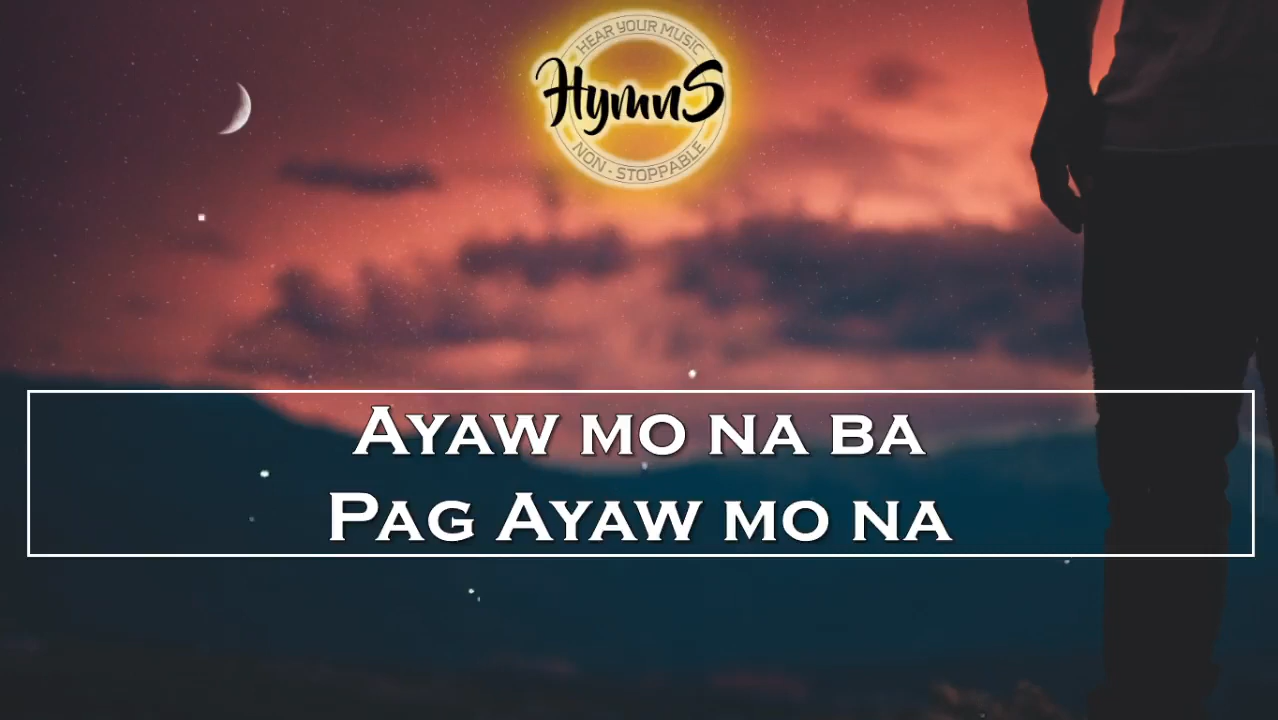 HEAR YOUR MUSIC
HymnS
NON - STOPPABLE
AYAW MO NA BA
PAG AYAW MO NA